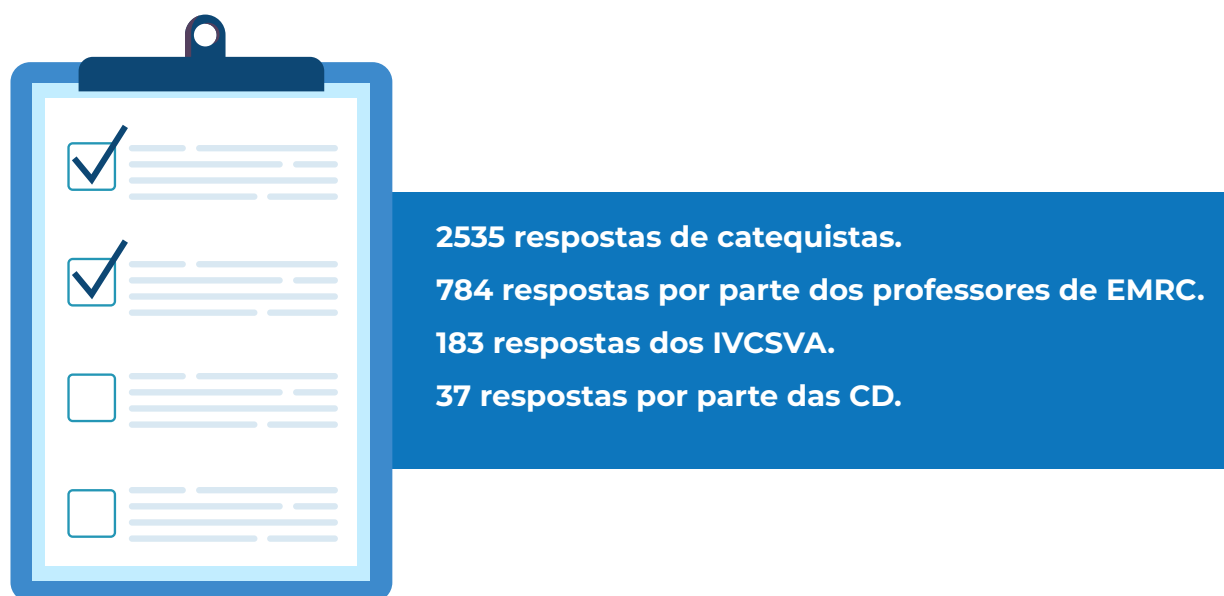 2535 respostas de catequistas.
784 respostas por parte dos professores de EMRC.
183 respostas dos IVCSVA.
37 respostas por parte das CD.